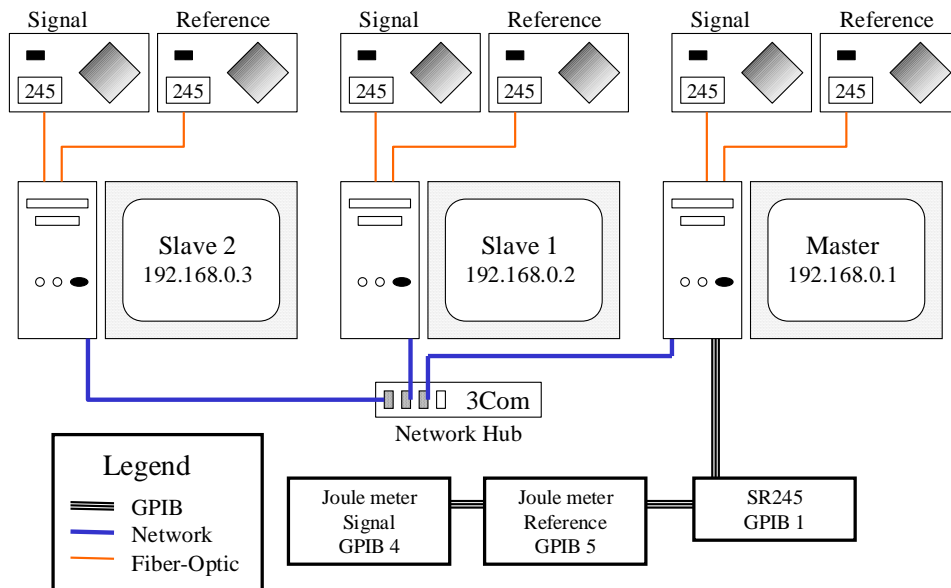 Signal
Reference
Signal
Reference
Signal
Reference
245
245
245
245
245
245
Slave 2
192.168.0.3
Slave 1
192.168.0.2
Master
192.168.0.1
3Com
Network Hub
Legend
GPIB
Network
Fiber-Optic
Joule meter
Signal
GPIB 4
Joule meter
Reference
GPIB 5
SR245
GPIB 1